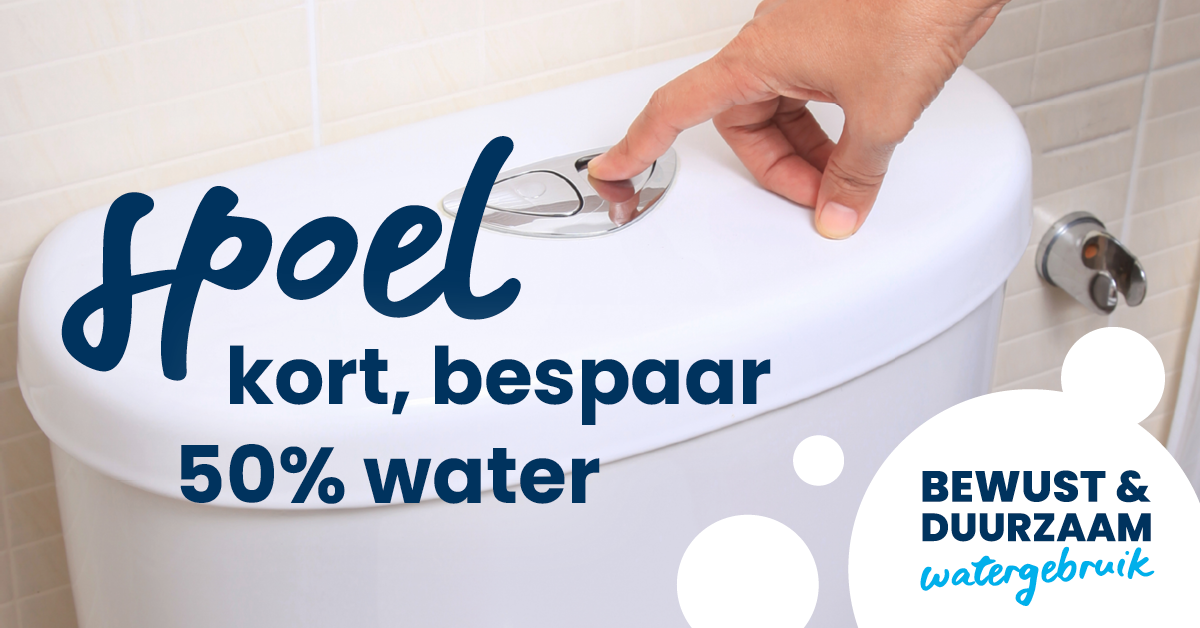 spoel
kort, bespaar
50% water
BEWUST &
DUURZAAM
watergebruik